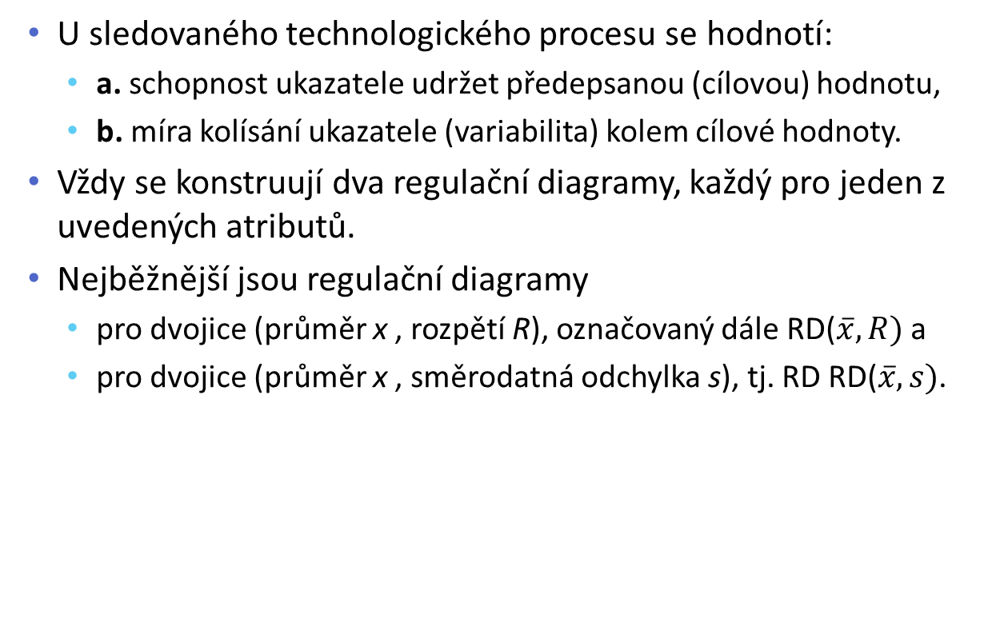 • U sledovaného technologického procesu se hodnotí:
• a. schopnost ukazatele udržet předepsanou (cílovou) hodnotu,
• b. míra kolísání ukazatele (variabilita) kolem cílové hodnoty.
• Vždy se konstruují dva regulační diagramy, každý pro jeden z
uvedených atributů.
• Nejběžnější jsou regulační diagramy
• pro dvojice (průměr x , rozpětí R), označovaný dále RD(x̄, R) a
• pro dvojice (průměr x , směrodatná odchylka s), tj. RD RD(x̄, s).